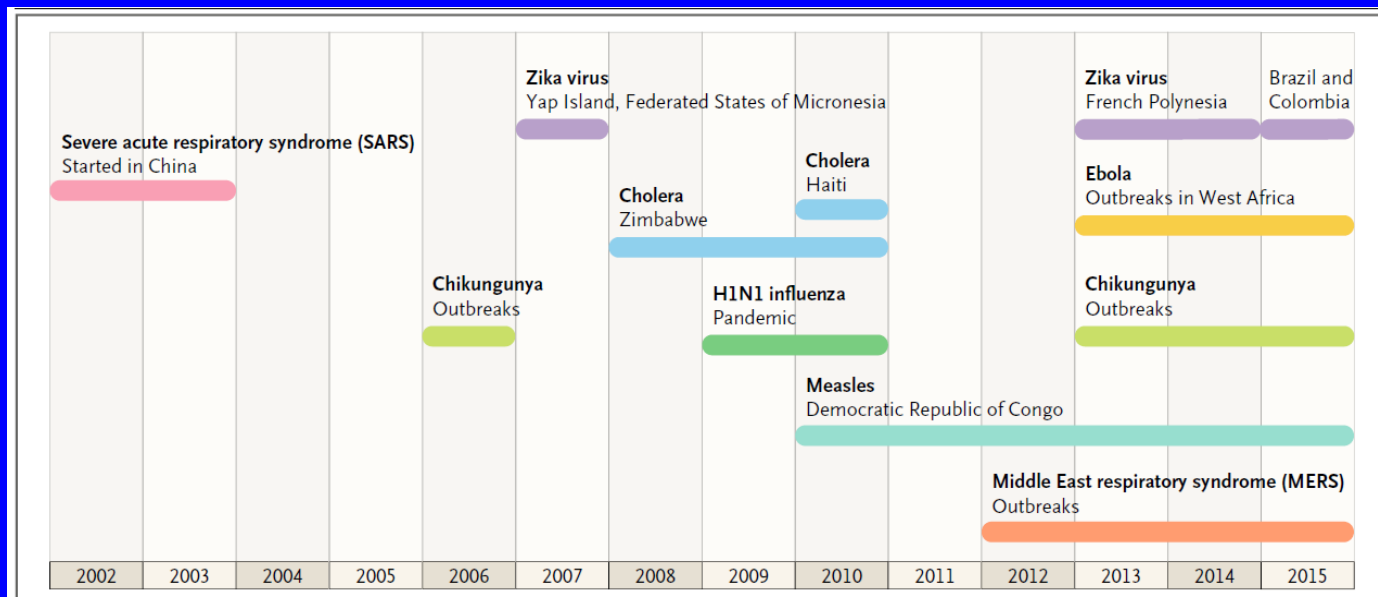 Zika virus
Yap Island, Federated States of Micronesia
Zika virus
French Polynesia
Brazil and
Colombia
Severe acute respiratory syndrome (SARS)
Started in China
Cholera
Haiti
Ebola
Outbreaks in West Africa
Cholera
Zimbabwe
Chikungunya
Outbreaks
H1N1 influenza
Pandemic
Chikungunya
Outbreaks
Measles
Democratic Republic of Congo
Middle East respiratory syndrome (MERS)
Outbreaks
2002 2003 2004 2005 2006 2007 2008 2009 2010 2011 2012 2013 2014 2015